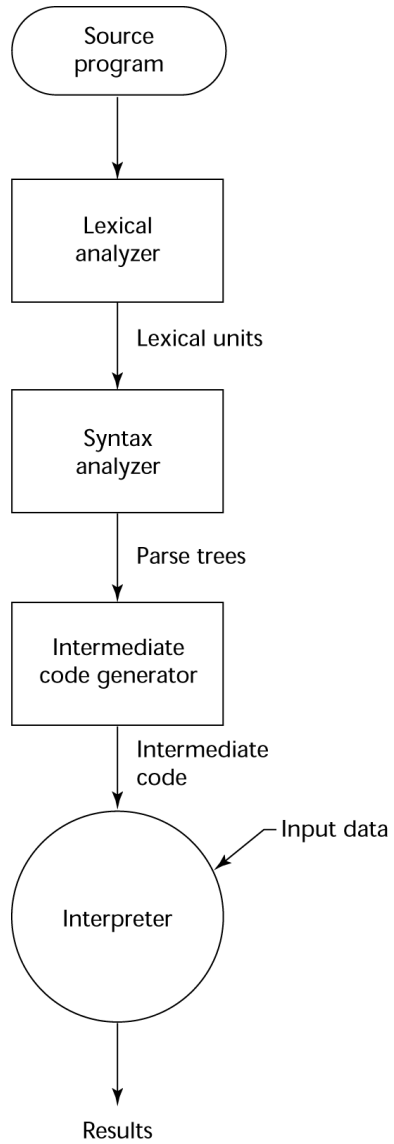 Source
program
Lexical
analyzer
Lexical units
Syntax
analyzer
Parse trees
Intermediate
code generator
Intermediate
code
Input data
Interpreter
Results